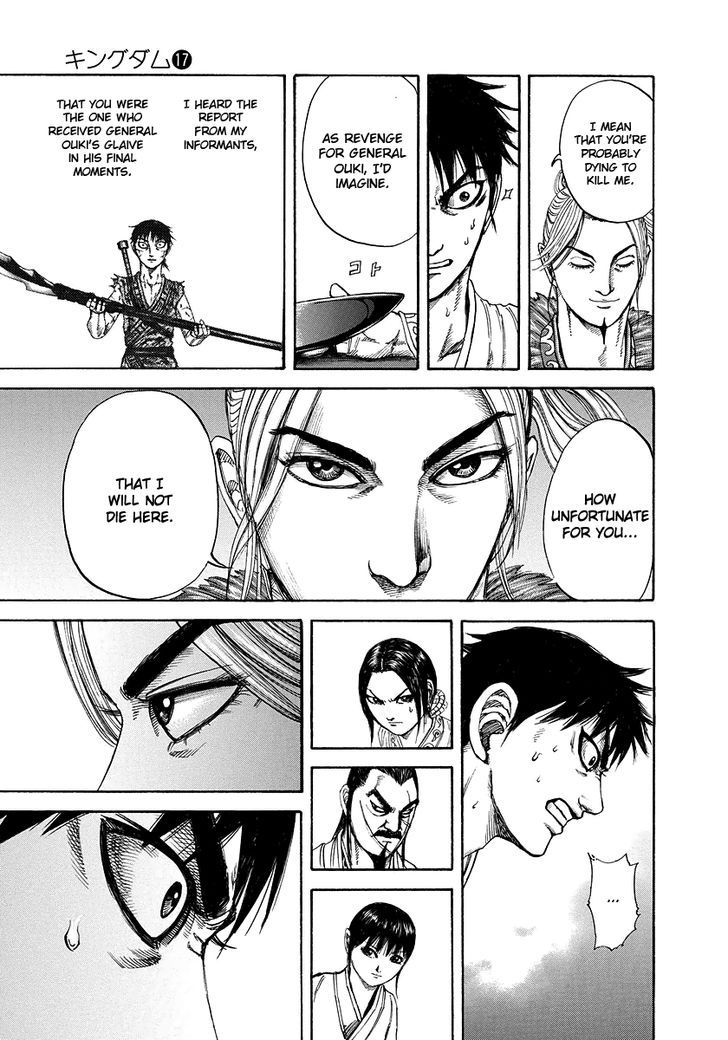 キングダム17
I MEAN
THAT YOU'RE
PROBABLY
DYING TO
KILL ME.
AS REVENGE
FOR GENERAL
OUKI, I'D
IMAGINE.
コト
I HEARD THE
REPORT
FROM MY
INFORMANTS,
THAT YOU WERE
THE ONE WHO
RECEIVED GENERAL
OUKI'S GLAIVE
IN HIS FINAL
MOMENTS.
HOW
UNFORTUNATE
FOR YOU...
THAT I
WILL NOT
DIE HERE.
...